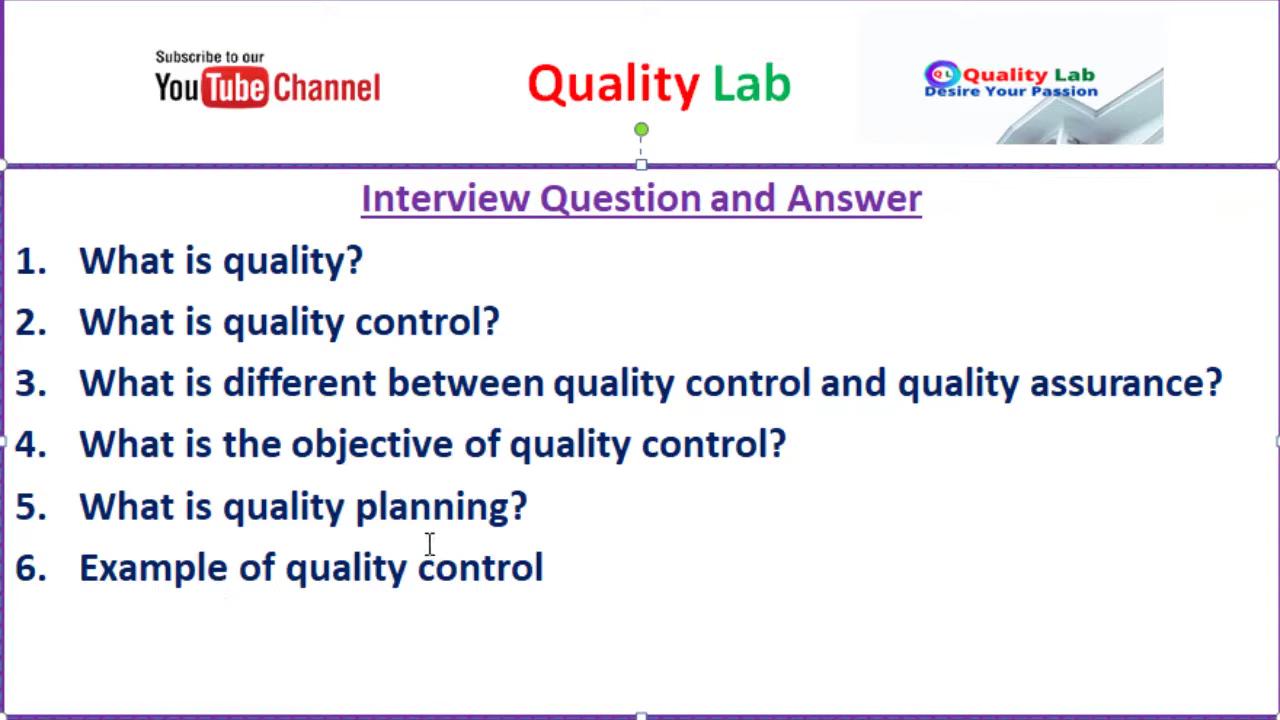 Subscribe to our
YouTube Channel
Quality Lab
QL Quality Lab
Desire Your Passion
Interview Question and Answer
1. What is quality?
2. What is quality control?
3. What is different between quality control and quality assurance?
4. What is the objective of quality control?
5. What is quality planning?
6. Example of quality control